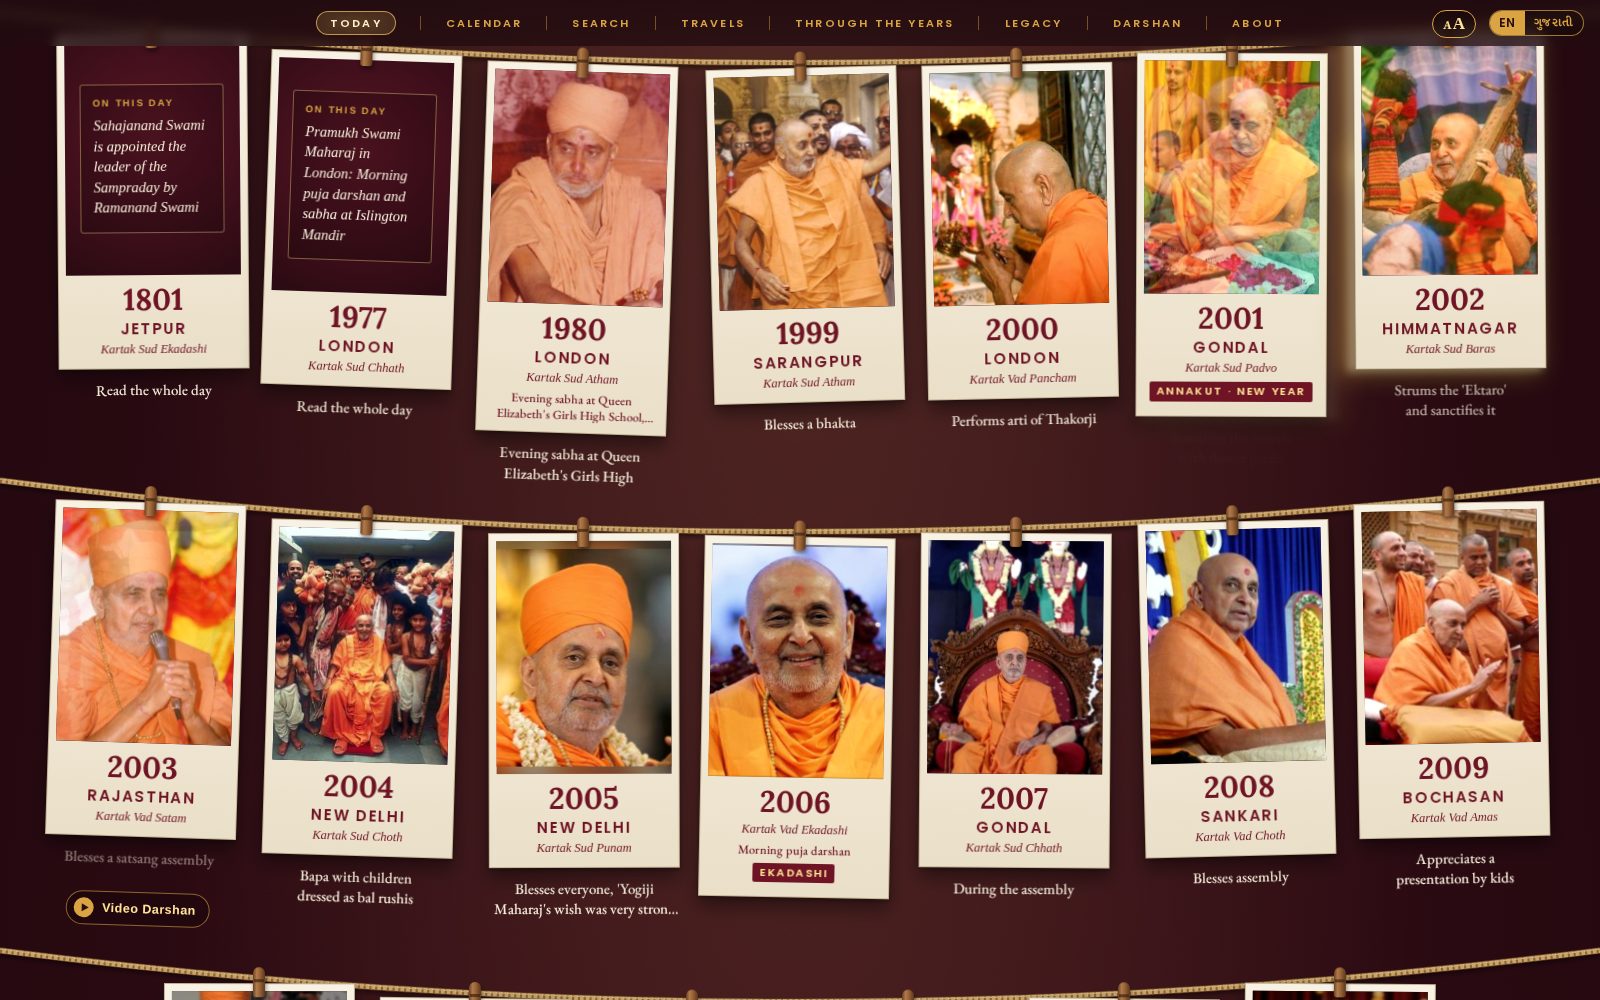 TODAY
CALENDAR
SEARCH
TRAVELS
THROUGH THE YEARS
LEGACY
DARSHAN
ABOUT
AA
EN
ગુજરાતી
ON THIS DAY
Sahajanand Swami
is appointed the
leader of the
Sampraday by
Ramanand Swami
1801
JETPUR
Kartak Sud Ekadashi
Read the whole day
ON THIS DAY
Pramukh Swami
Maharaj in
London: Morning
puja darshan and
sabha at Islington
Mandir
1977
LONDON
Kartak Sud Chhath
Read the whole day
1980
LONDON
Kartak Sud Atham
Evening sabha at Queen
Elizabeth's Girls High School,...
Evening sabha at Queen
Elizabeth's Girls High
1999
SARANGPUR
Kartak Sud Atham
Blesses a bhakta
2000
LONDON
Kartak Vad Pancham
Performs arti of Thakorji
2001
GONDAL
Kartak Sud Padvo
ANNAKUT · NEW YEAR
2002
HIMMATNAGAR
Kartak Sud Baras
Strums the 'Ektaro'
and sanctifies it
2003
RAJASTHAN
Kartak Vad Satam
Blesses a satsang assembly
Video Darshan
2004
NEW DELHI
Kartak Sud Choth
Bapa with children
dressed as bal rushis
2005
NEW DELHI
Kartak Sud Punam
Blesses everyone, 'Yogiji
Maharaj's wish was very stron...
2006
Kartak Vad Ekadashi
Morning puja darshan
EKADASHI
2007
GONDAL
Kartak Sud Chhath
During the assembly
2008
SANKARI
Kartak Vad Choth
Blesses assembly
2009
BOCHASAN
Kartak Vad Amas
Appreciates a
presentation by kids